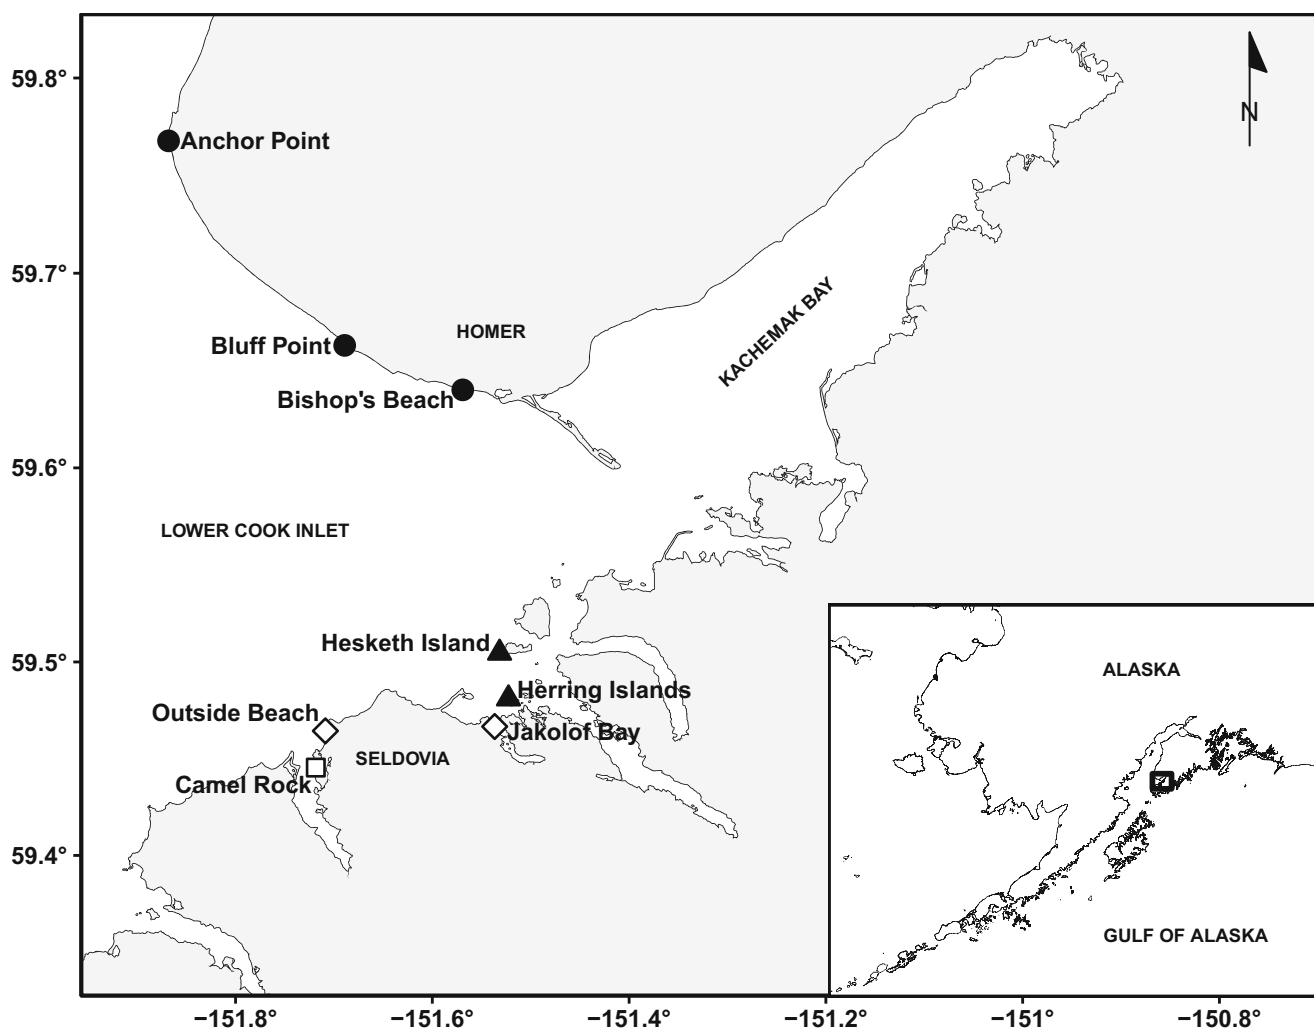 59.8°
N
Anchor Point
59.7°
KACHEMAK BAY
HOMER
Bluff Point
Bishop's Beach
59.6°
LOWER COOK INLET
Hesketh Island
59.5°
ALASKA
Herring Islands
Outside Beach
Jakolof Bay
SELDOVIA
Camel Rock
59.4°
GULF OF ALASKA
−151.8° −151.6° −151.4° −151.2° −151° −150.8°